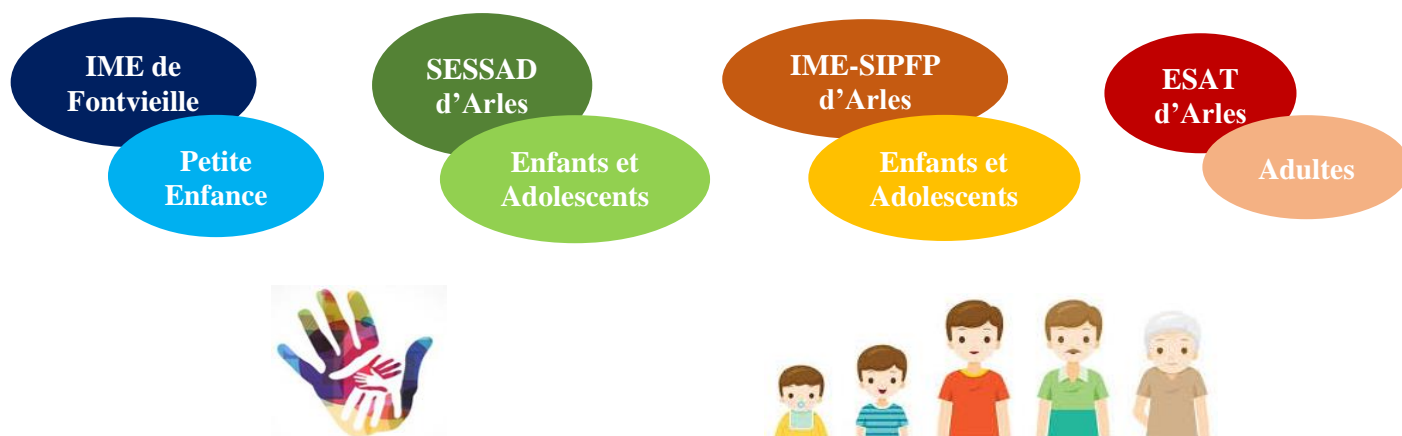 IME de
Fontvieille
Petite
Enfance
SESSAD
d’Arles
Enfants et
Adolescents
IME-SIPFP
d’Arles
Enfants et
Adolescents
ESAT
d’Arles
Adultes